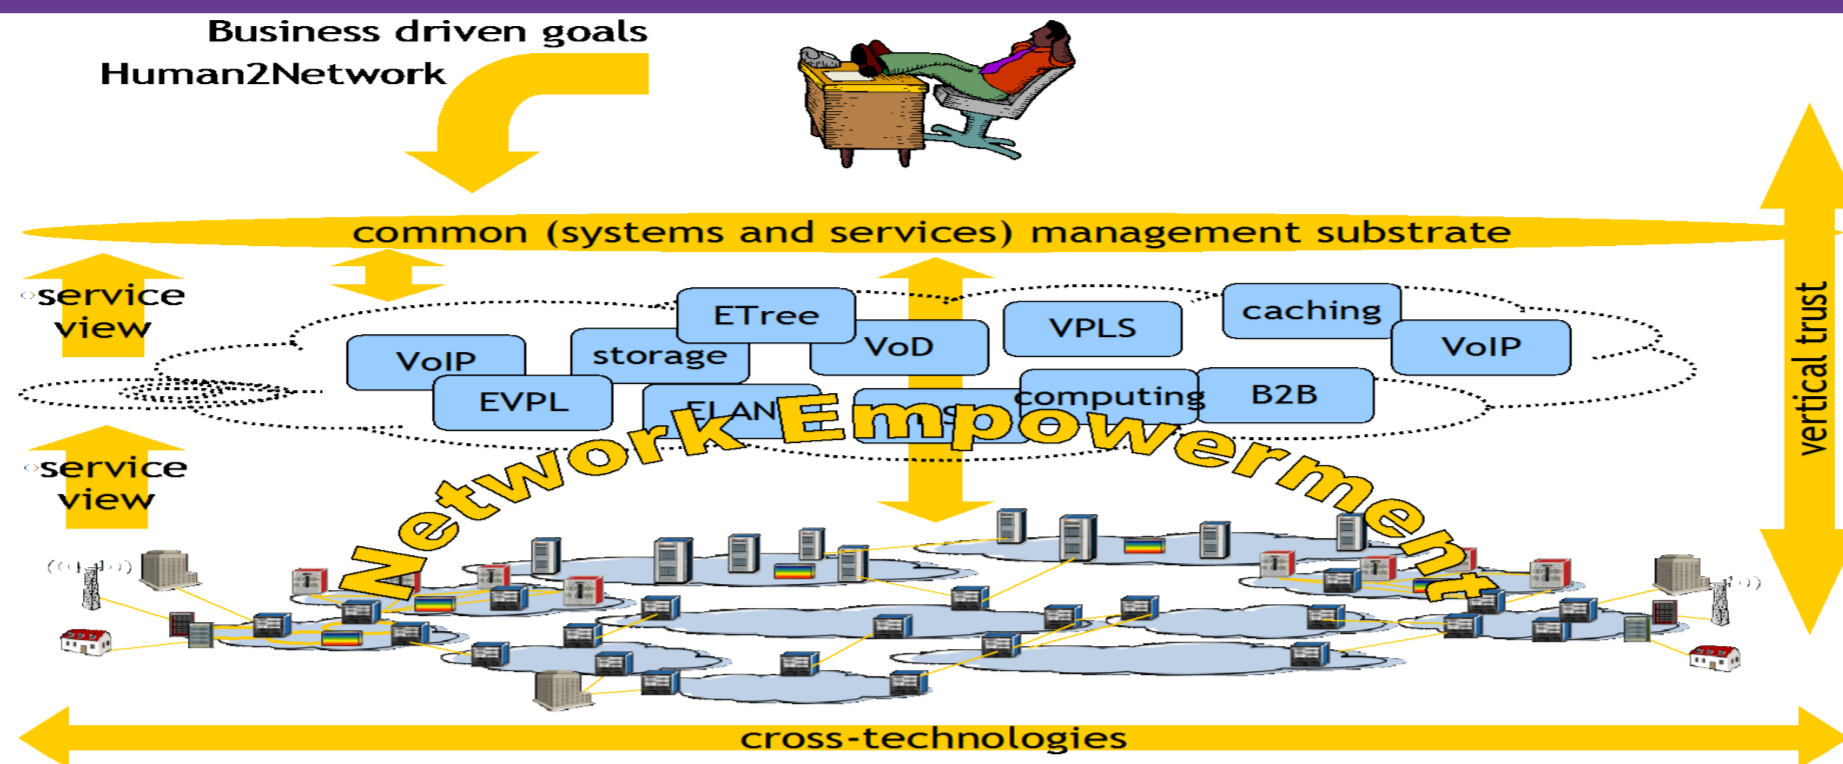 Business driven goals
Human2Network
common (systems and services) management substrate
service
view
ETree
VPLS
caching
VoIP
storage
VoD
VoIP
EVPL
ELAN
computing
B2B
Network Empowerment
service
view
vertical trust
cross-technologies